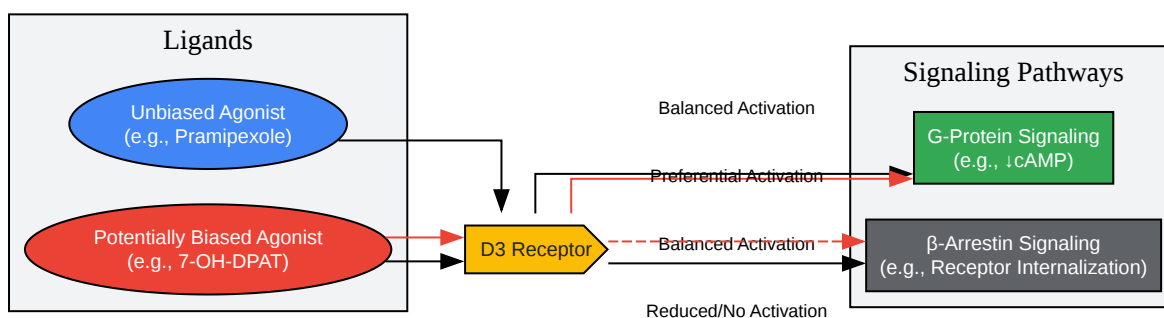 Ligands
Unbiased Agonist
(e.g., Pramipexole)
Potentially Biased Agonist
(e.g., 7-OH-DPAT)
D3 Receptor
Balanced Activation
Preferential Activation
Balanced Activation
Reduced/No Activation
Signaling Pathways
G-Protein Signaling
(e.g., ↓cAMP)
β-Arrestin Signaling
(e.g., Receptor Internalization)